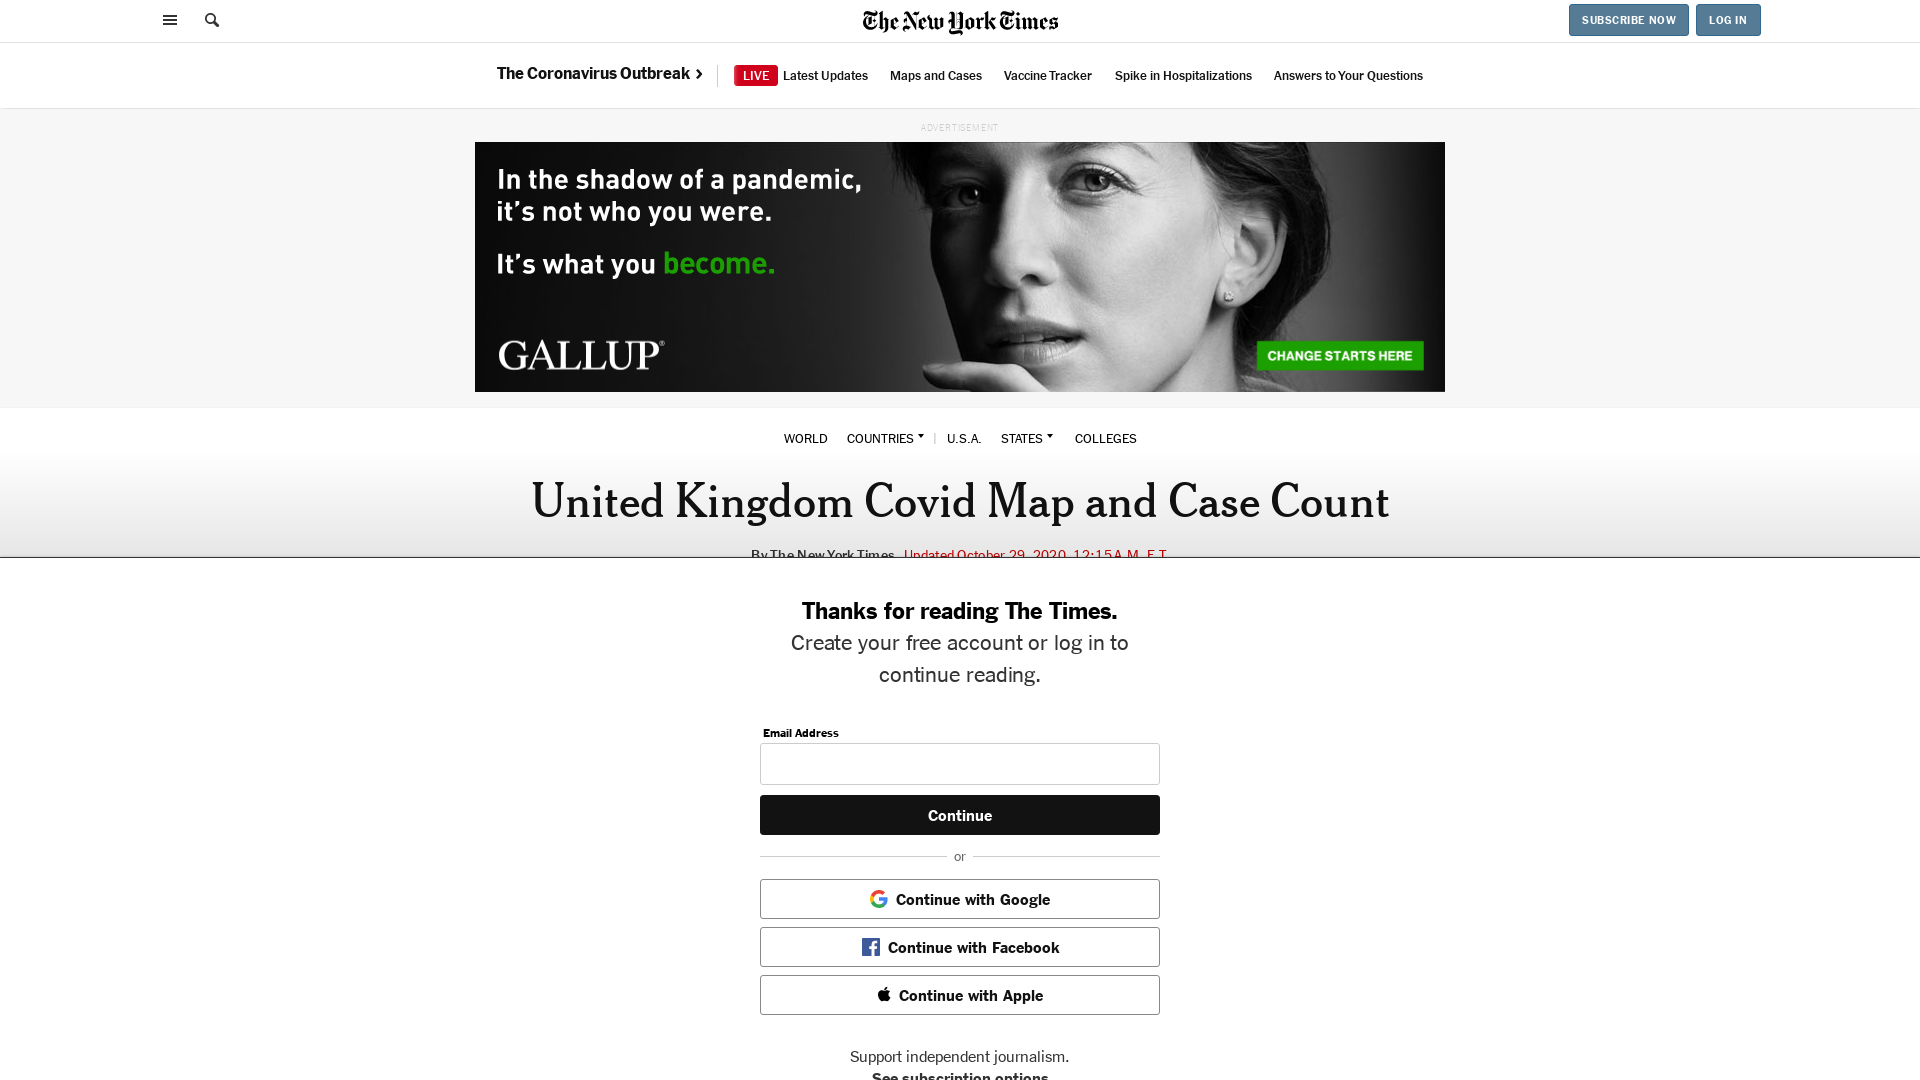 The New York Times
SUBSCRIBE NOW
LOG IN
The Coronavirus Outbreak
LIVE Latest Updates
Maps and Cases
Vaccine Tracker
Spike in Hospitalizations
Answers to Your Questions
ADVERTISEMENT
In the shadow of a pandemic,
it's not who you were.
It's what you become.
GALLUP®
CHANGE STARTS HERE
WORLD
COUNTRIES
U.S.A.
STATES
COLLEGES
United Kingdom Covid Map and Case Count
By The New York Times Updated October 29, 2020, 12:15 A.M. E.T.
Thanks for reading The Times.
Create your free account or log in to
continue reading.
Email Address
Continue
or
Continue with Google
Continue with Facebook
Continue with Apple
Support independent journalism.
See subscription options